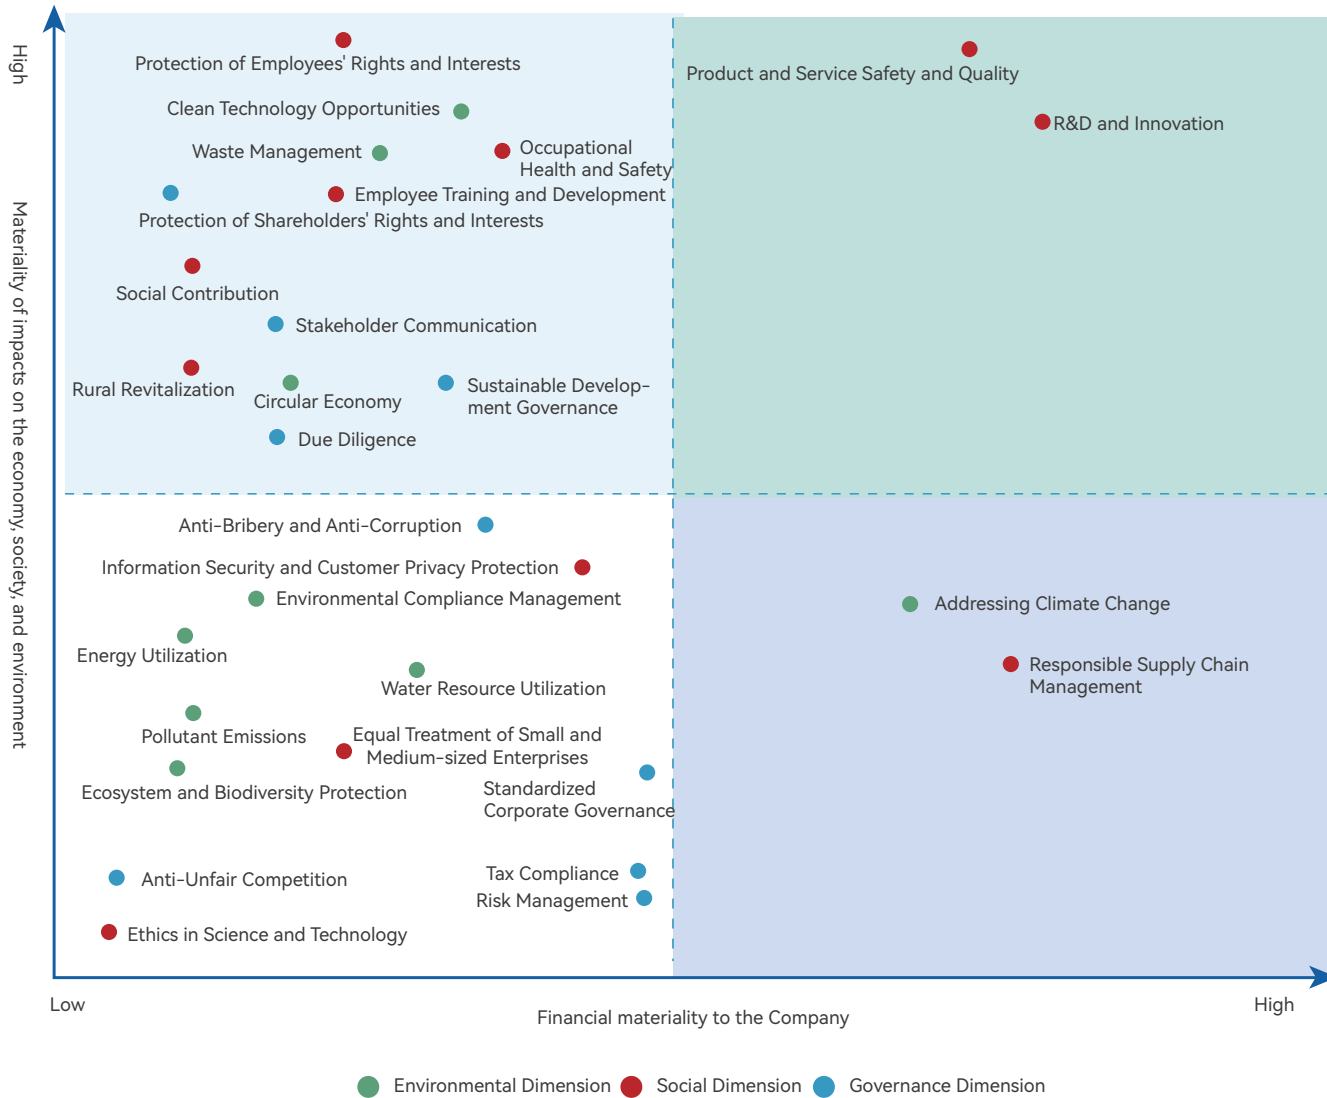 High
Materiality of impacts on the economy, society, and environment
Protection of Employees' Rights and Interests
Product and Service Safety and Quality
Clean Technology Opportunities
R&D and Innovation
Waste Management
Occupational
Health and Safety
Employee Training and Development
Protection of Shareholders' Rights and Interests
Social Contribution
Stakeholder Communication
Rural Revitalization
Circular Economy
Sustainable Develop-
ment Governance
Due Diligence
Anti-Bribery and Anti-Corruption
Information Security and Customer Privacy Protection
Environmental Compliance Management
Addressing Climate Change
Energy Utilization
Responsible Supply Chain
Management
Water Resource Utilization
Pollutant Emissions
Equal Treatment of Small and
Medium-sized Enterprises
Ecosystem and Biodiversity Protection
Standardized
Corporate Governance
Anti-Unfair Competition
Tax Compliance
Risk Management
Ethics in Science and Technology
Low
High
Financial materiality to the Company
Environmental Dimension
Social Dimension
Governance Dimension